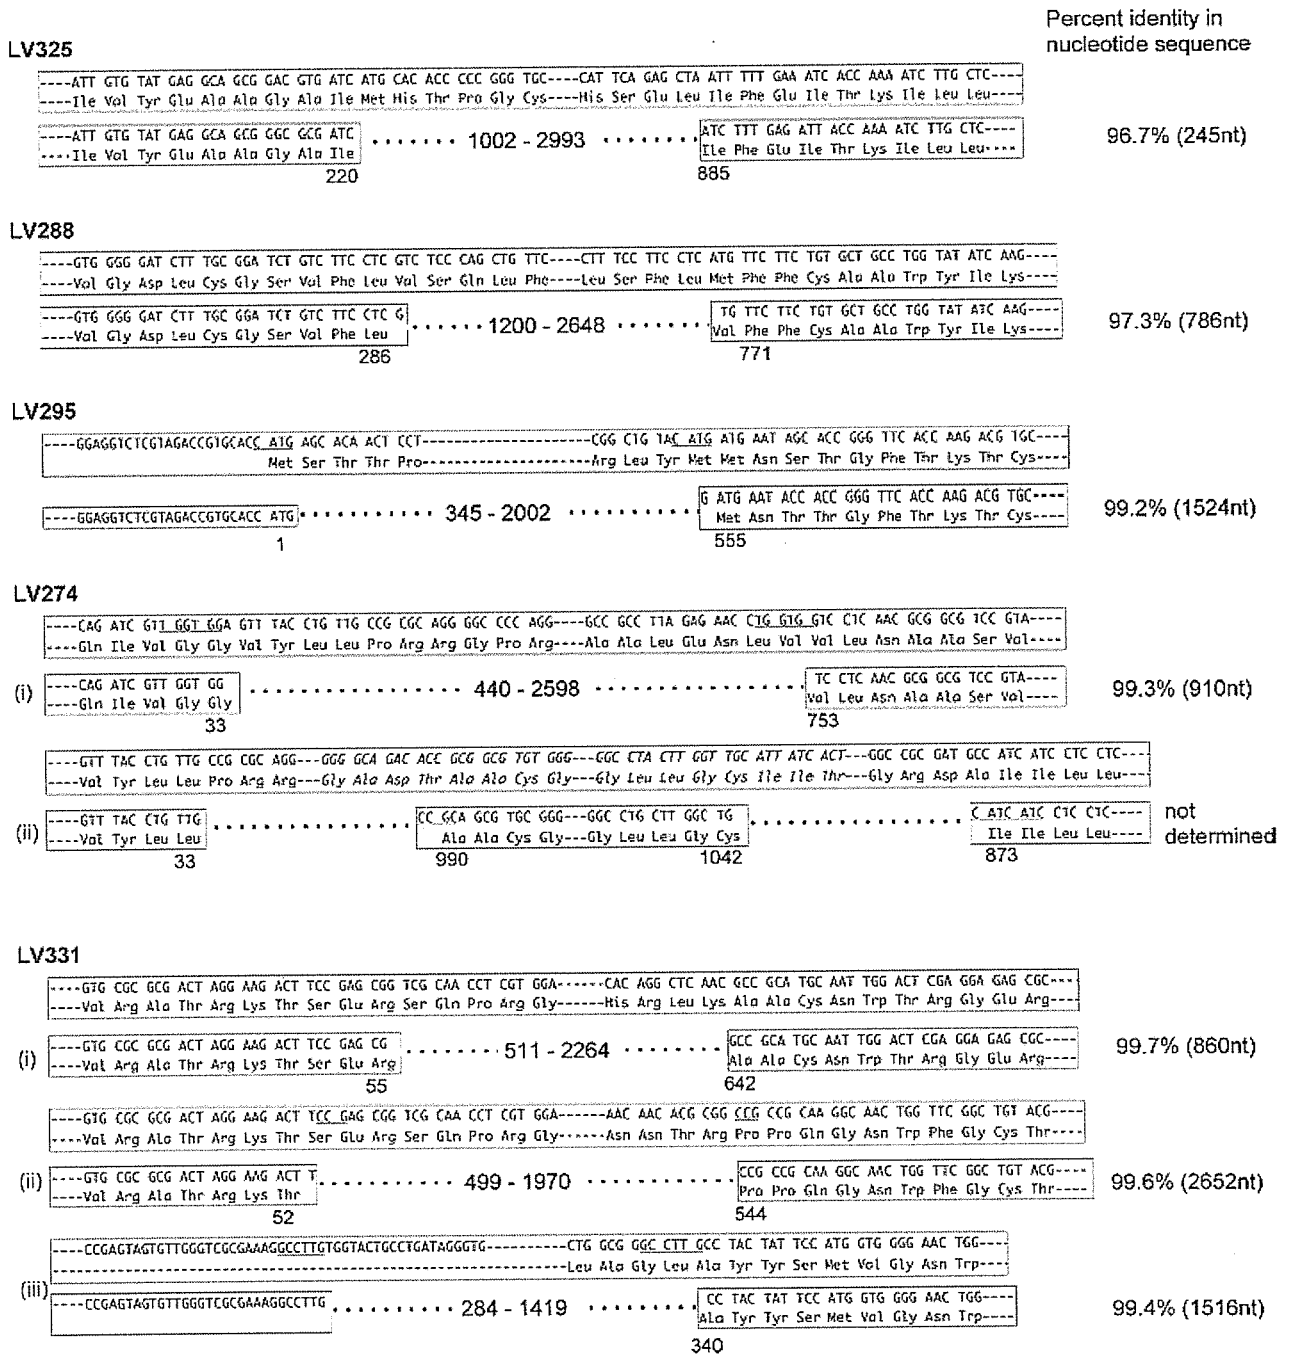 Percent identity in
nucleotide sequence
LV325
----ATT GTG TAT GAG GCA GCG GAC GTG ATC ATG CAC ACC CCC GGG TGC----CAT TCA GAG CTA ATT TTT GAA ATC ACC AAA ATC TTG CTC----
----Ile Val Tyr Glu Ala Ala Gly Ala Ile Met His Thr Pro Gly Cys----His Ser Glu Leu Ile Phe Glu Ile Thr Lys Ile Leu Leu----
----ATT GTG TAT GAG GCA GCG GGC GCG ATC
----Ile Val Tyr Glu Ala Ala Gly Ala Ile
1002 - 2993
ATC TTT GAG ATT ACC AAA ATC TTG CTC----
Ile Phe Glu Ile Thr Lys Ile Leu Leu----
96.7% (245nt)
220
885
LV288
----GTG GGG GAT CTT TGC GGA TCT GTC TTC CTC GTC TCC CAG CTG TTC----CTT TCC TTC CTC ATG TTC TTC TGT GCT GCC TGG TAT ATC AAG----
----Val Gly Asp Leu Cys Gly Ser Val Phe Leu Val Ser Gln Leu Phe----Leu Ser Phe Leu Met Phe Phe Cys Ala Ala Trp Tyr Ile Lys----
----GTG GGG GAT CTT TGC GGA TCT GTC TTC CTC G
----Val Gly Asp Leu Cys Gly Ser Val Phe Leu
1200 - 2648
TG TTC TTC TGT GCT GCC TGG TAT ATC AAG----
Val Phe Phe Cys Ala Ala Trp Tyr Ile Lys----
97.3% (786nt)
286
771
LV295
----GGAGGTCTCGTAGACCGTGCACC ATG AGC ACA ACT CCT--------------------CGG CTG TAC ATG ATG AAT AGC ACC GGG TTC ACC AAG ACG TGC----
Met Ser Thr Thr Pro--------------------Arg Leu Tyr Met Met Asn Ser Thr Gly Phe Thr Lys Thr Cys----
----GGAGGTCTCGTAGACCGTGCACC ATG
345 - 2002
G ATG AAT ACC ACC GGG TTC ACC AAG ACG TGC----
Met Asn Thr Thr Gly Phe Thr Lys Thr Cys----
99.2% (1524nt)
1
555
LV274
----CAG ATC GTT GGT GGA GTT TAC CTG TTG CCG CGC AGG GGC CCC AGG----GCC GCC TTA GAG AAC CTG GTG GTC CTC AAC GCG GCG TCC GTA----
----Gln Ile Val Gly Gly Val Tyr Leu Leu Pro Arg Arg Gly Pro Arg----Ala Ala Leu Glu Asn Leu Val Val Leu Asn Ala Ala Ser Val----
(i)
----CAG ATC GTT GGT GG
----Gln Ile Val Gly Gly
440 - 2598
TC CTC AAC GCG GCG TCC GTA----
Val Leu Asn Ala Ala Ser Val----
99.3% (910nt)
33
753
----GTT TAC CTG TTG CCG CGC AGG---GGG GCA GAC ACC GCG GCG TGT GGG---GGC CTA CTT GGT TGC ATT ATC ACT---GGC CGC GAT GCC ATC ATC CTC CTC----
----Val Tyr Leu Leu Pro Arg Arg---Gly Ala Asp Thr Ala Ala Cys Gly---Gly Leu Leu Gly Cys Ile Ile Thr---Gly Arg Asp Ala Ile Ile Leu Leu----
(ii)
----GTT TAC CTG TTG
----Val Tyr Leu Leu
CC GCA GCG TGC GGG---GGC CTG CTT GGC TG
Ala Ala Cys Gly---Gly Leu Leu Gly Cys
C ATC ATC CTC CTC----
Ile Ile Leu Leu----
not
determined
33
990
1042
873
LV331
----GTG CGC GCG ACT AGG AAG ACT TCC GAG CGG TCG CAA CCT CGT GGA------CAC AGG CTC AAC GCC GCA TGC AAT TGG ACT CGA GGA GAG CGC---
----Val Arg Ala Thr Arg Lys Thr Ser Glu Arg Ser Gln Pro Arg Gly-----His Arg Leu Lys Ala Ala Cys Asn Trp Thr Arg Gly Glu Arg----
(i)
----GTG CGC GCG ACT AGG AAG ACT TCC GAG CG
----Val Arg Ala Thr Arg Lys Thr Ser Glu Arg
511 - 2264
GCC GCA TGC AAT TGG ACT CGA GGA GAG CGC----
Ala Ala Cys Asn Trp Thr Arg Gly Glu Arg----
99.7% (860nt)
55
642
----GTG CGC GCG ACT AGG AAG ACT TCC GAG CGG TCG CAA CCT CGT GGA------AAC AAC ACG CGG CCG CCG CAA GGC AAC TGG TTC GGC TGT ACG----
----Val Arg Ala Thr Arg Lys Thr Ser Glu Arg Ser Gln Pro Arg Gly------Asn Asn Thr Arg Pro Pro Gln Gly Asn Trp Phe Gly Cys Thr----
(ii)
----GTG CGC GCG ACT AGG AAG ACT T
----Val Arg Ala Thr Arg Lys Thr
499 - 1970
CCG CCG CAA GGC AAC TGG TTC GGC TGT ACG----
Pro Pro Gln Gly Asn Trp Phe Gly Cys Thr----
99.6% (2652nt)
52
544
----CCGAGTAGTGTTGGGTCGCGAAAGGCCTTGTGGTACTGCCTGATAGGGTG----------CTG GCG GGC CTT GCC TAC TAT TCC ATG GTG GGG AAC TGG----
----------Leu Ala Gly Leu Ala Tyr Tyr Ser Met Val Gly Asn Trp----
(iii)
----CCGAGTAGTGTTGGGTCGCGAAAGGCCTTG
284 - 1419
CC TAC TAT TCC ATG GTG GGG AAC TGG----
Ala Tyr Tyr Ser Met Val Gly Asn Trp----
99.4% (1516nt)
340